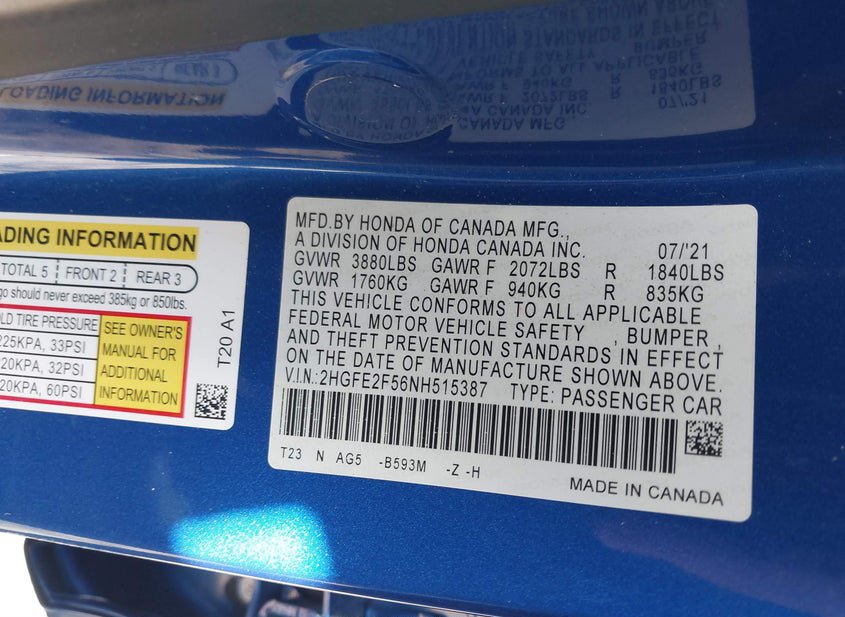 ADING INFORMATION
TOTAL 5 FRONT 2 REAR 3
go should never exceed 385kg or 850lbs.
OLD TIRE PRESSURE
225KPA, 33PSI
220KPA, 32PSI
20KPA, 60PSI
SEE OWNER'S
MANUAL FOR
ADDITIONAL
INFORMATION
T20 A1
MFD.BY HONDA OF CANADA MFG.,
A DIVISION OF HONDA CANADA INC. 07/'21
GVWR 3880LBS GAWR F 2072LBS R 1840LBS
GVWR 1760KG GAWR F 940KG R 835KG
THIS VEHICLE CONFORMS TO ALL APPLICABLE
FEDERAL MOTOR VEHICLE SAFETY , BUMPER ,
AND THEFT PREVENTION STANDARDS IN EFFECT
ON THE DATE OF MANUFACTURE SHOWN ABOVE.
V.I.N.:2HGFE2F56NH515387 TYPE: PASSENGER CAR
T23 N AG5 -B593M -Z -H
MADE IN CANADA